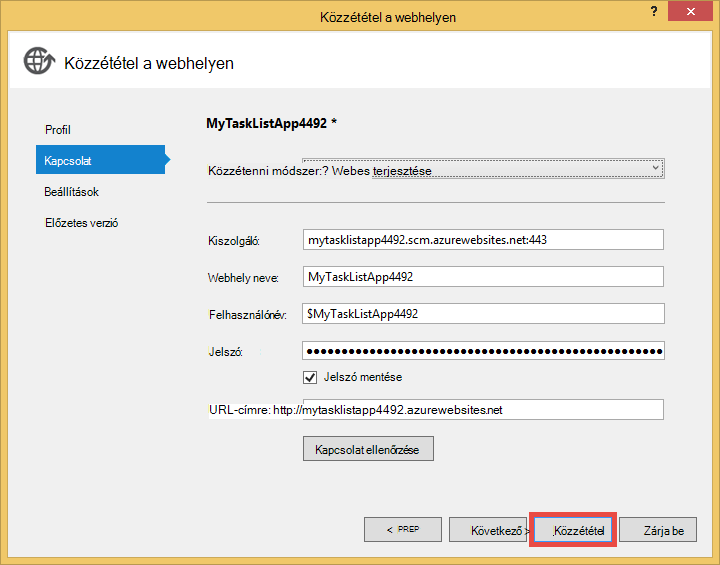 Közzététel a webhelyen
?
Közzététel a webhelyen
Profil
Kapcsolat
Beállítások
Előzetes verzió
MyTaskListApp4492 *
Közzétenni módszer:? Webes terjesztése
Kiszolgáló: mytasklistapp4492.scm.azurewebsites.net:443
Webhely neve: MyTaskListApp4492
Felhasználónév: $MyTaskListApp4492
Jelszó:
Jelszó mentése
URL-címre: http://mytasklistapp4492.azurewebsites.net
Kapcsolat ellenőrzése
< PREP Következő > Közzététel Zárja be